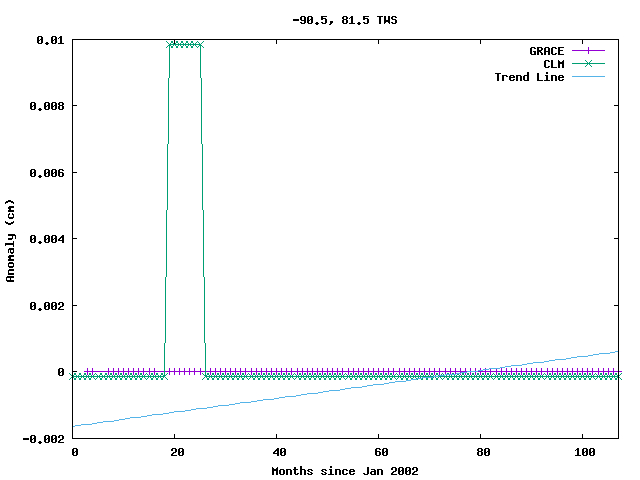 -90.5, 81.5 TWS
GRACE
CLM
Trend Line
0.01
0.008
0.006
0.004
0.002
0
-0.002
Anomaly (cm)
0 20 40 60 80 100
Months since Jan 2002